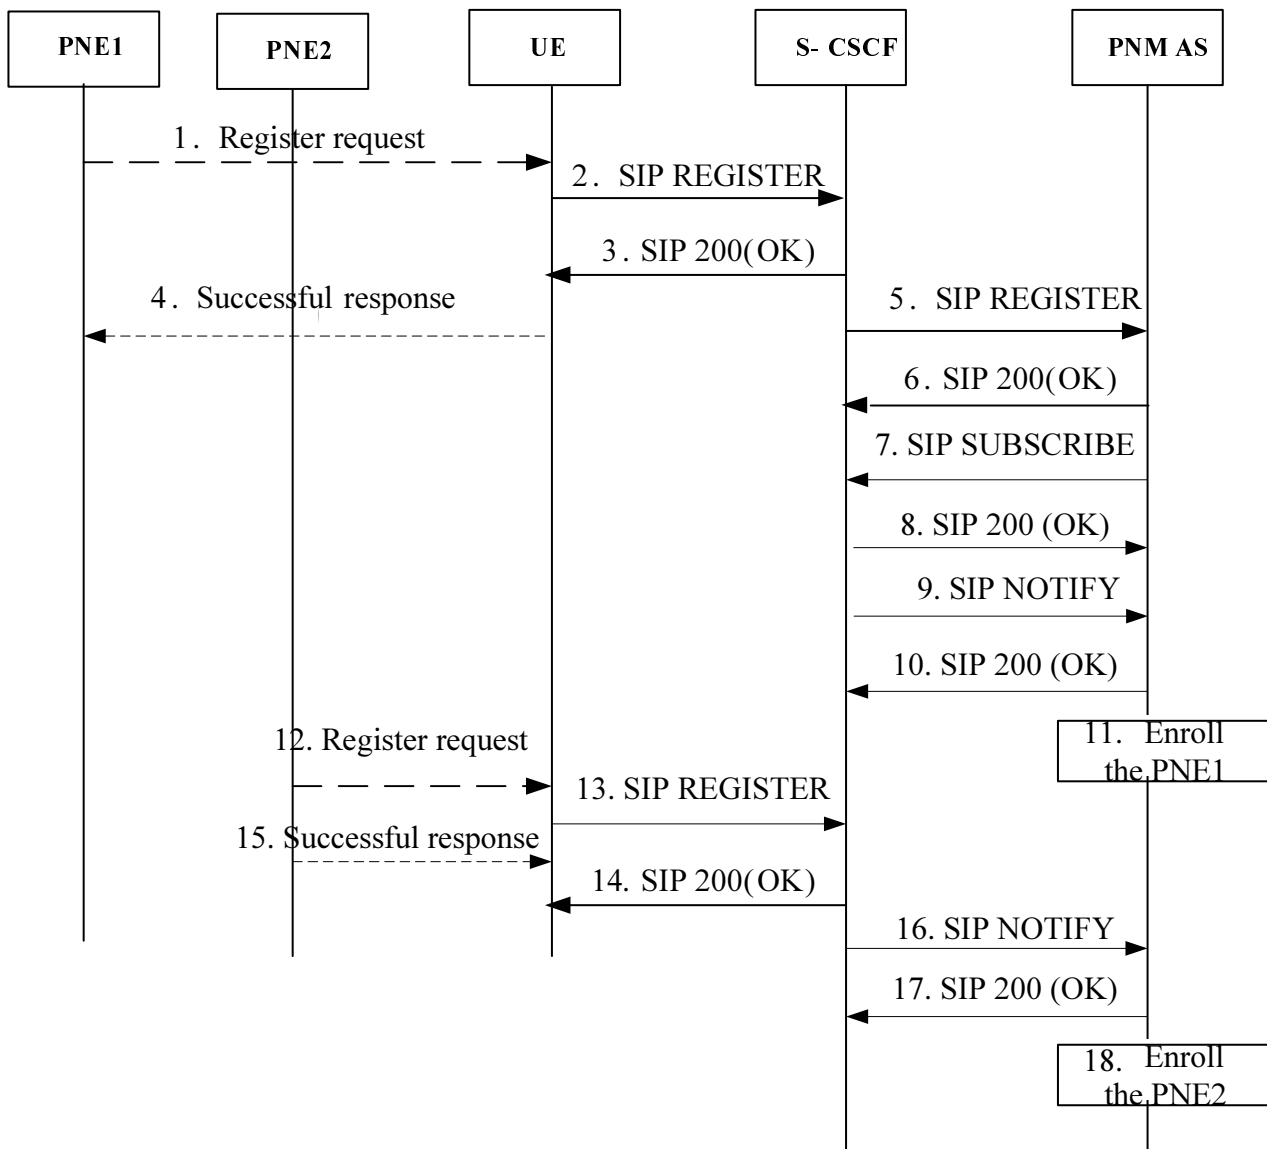 PNE1
PNE2
UE
S- CSCF
PNM AS
1. Register request
2. SIP REGISTER
3. SIP 200(OK)
4. Successful response
5. SIP REGISTER
6. SIP 200(OK)
7. SIP SUBSCRIBE
8. SIP 200 (OK)
9. SIP NOTIFY
10. SIP 200 (OK)
11. Enroll
the PNE1
12. Register request
13. SIP REGISTER
15. Successful response
14. SIP 200(OK)
16. SIP NOTIFY
17. SIP 200 (OK)
18. Enroll
the PNE2